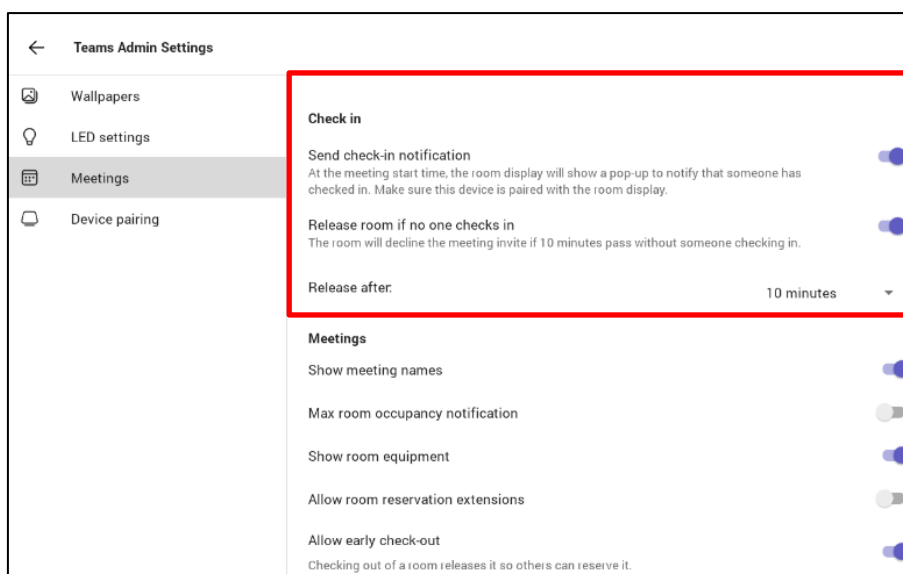 Teams Admin Settings
Wallpapers
LED settings
Meetings
Device pairing
Check in
Send check-in notification
At the meeting start time, the room display will show a pop-up to notify that someone has
checked in. Make sure this device is paired with the room display.
Release room if no one checks in
The room will decline the meeting invite if 10 minutes pass without someone checking in.
Release after:
10 minutes
Meetings
Show meeting names
Max room occupancy notification
Show room equipment
Allow room reservation extensions
Allow early check-out
Checking out of a room releases it so others can reserve it.